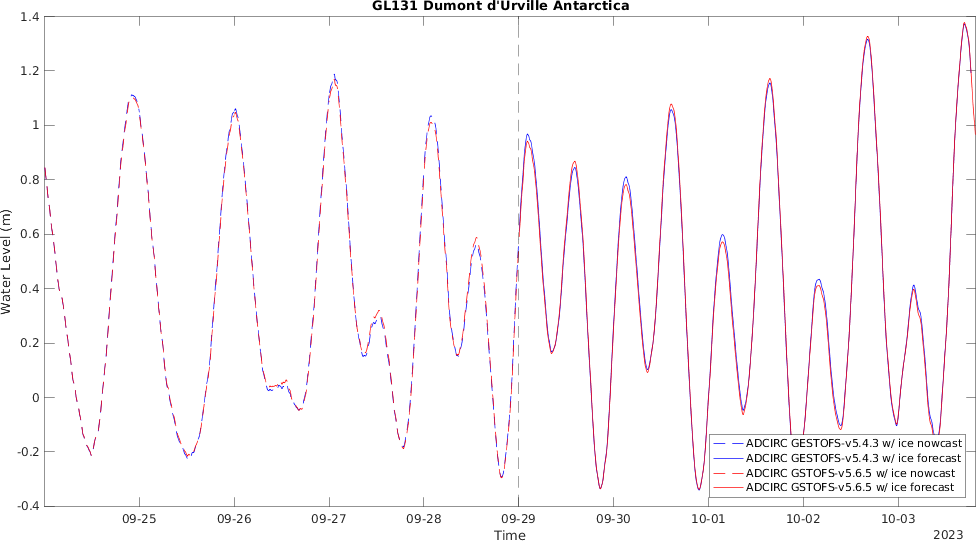 GL131 Dumont d'Urville Antarctica
1.4
1.2
1
0.8
0.6
0.4
0.2
0
-0.2
-0.4
Water Level (m)
09-25 09-26 09-27 09-28 09-29 09-30 10-01 10-02 10-03
Time
2023
ADCIRC GESTOFS-v5.4.3 w/ ice nowcast
ADCIRC GESTOFS-v5.4.3 w/ ice forecast
ADCIRC GSTOFS-v5.6.5 w/ ice nowcast
ADCIRC GSTOFS-v5.6.5 w/ ice forecast